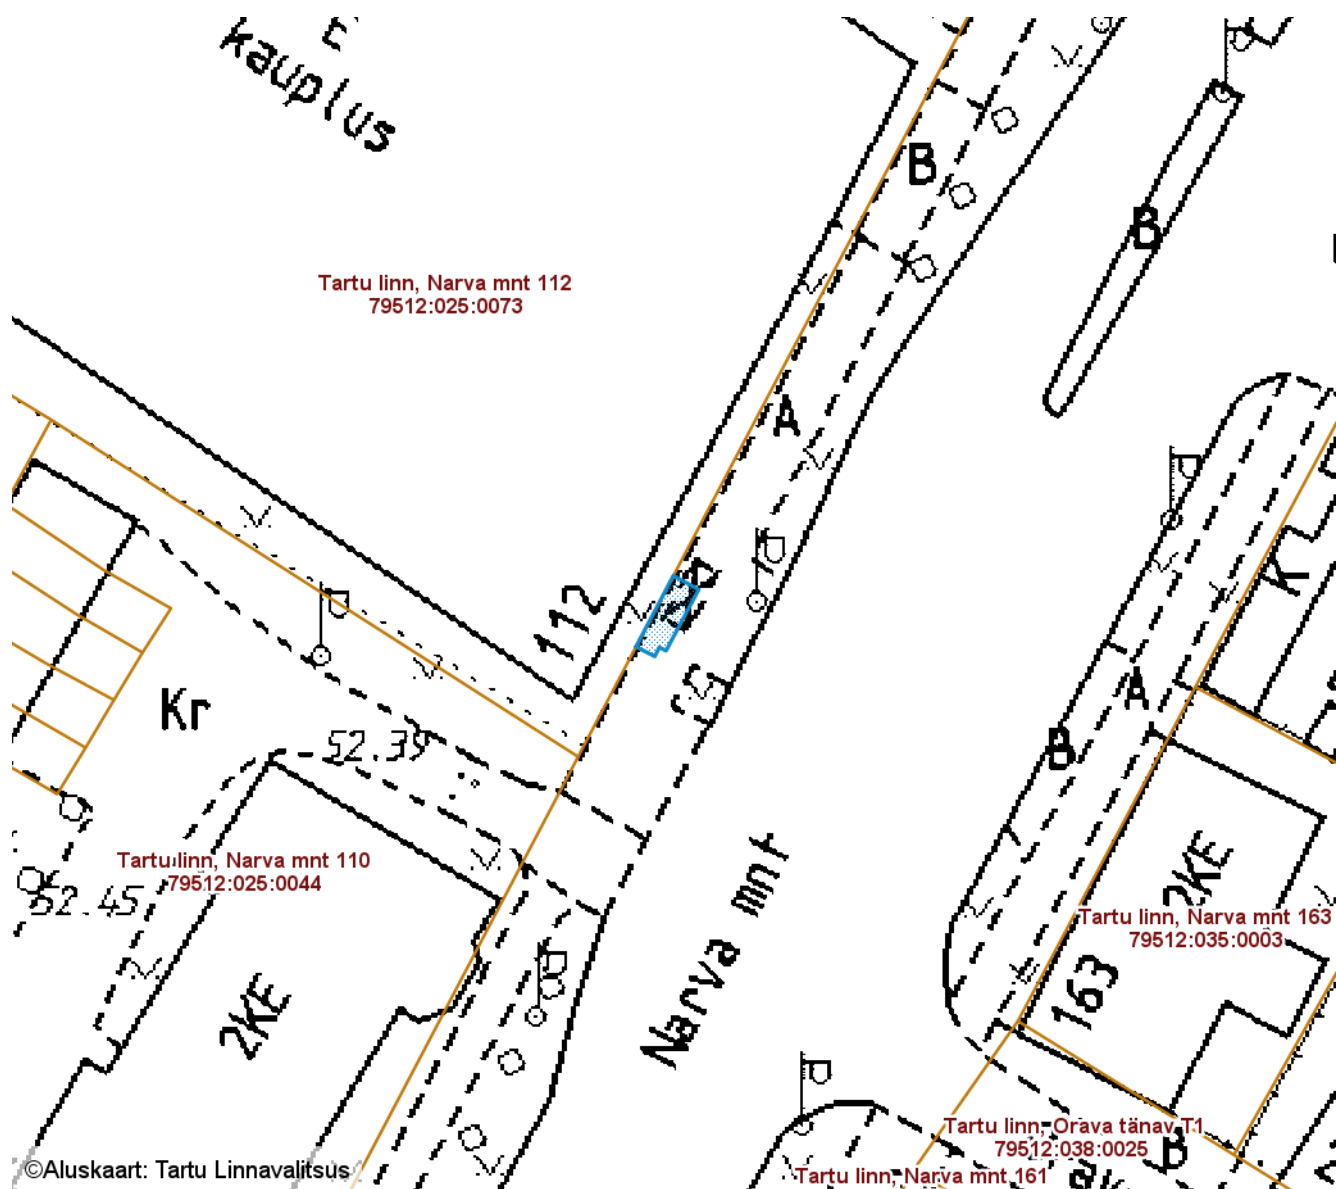 E
kauplus
B
B
Tartu linn, Narva mnt 112
79512:025:0073
A
K
112
Kr
52.39
A
B
Tartu linn, Narva mnt 110
79512:025:0044
52.45
2KE
Narva mnt
2KE
Tartu linn, Narva mnt 163
79512:035:0003
163
Tartu linn, Orava tänav T1
79512:038:0025
B
Tartu linn, Narva mnt 161
©Aluskaart: Tartu Linnavalitsus